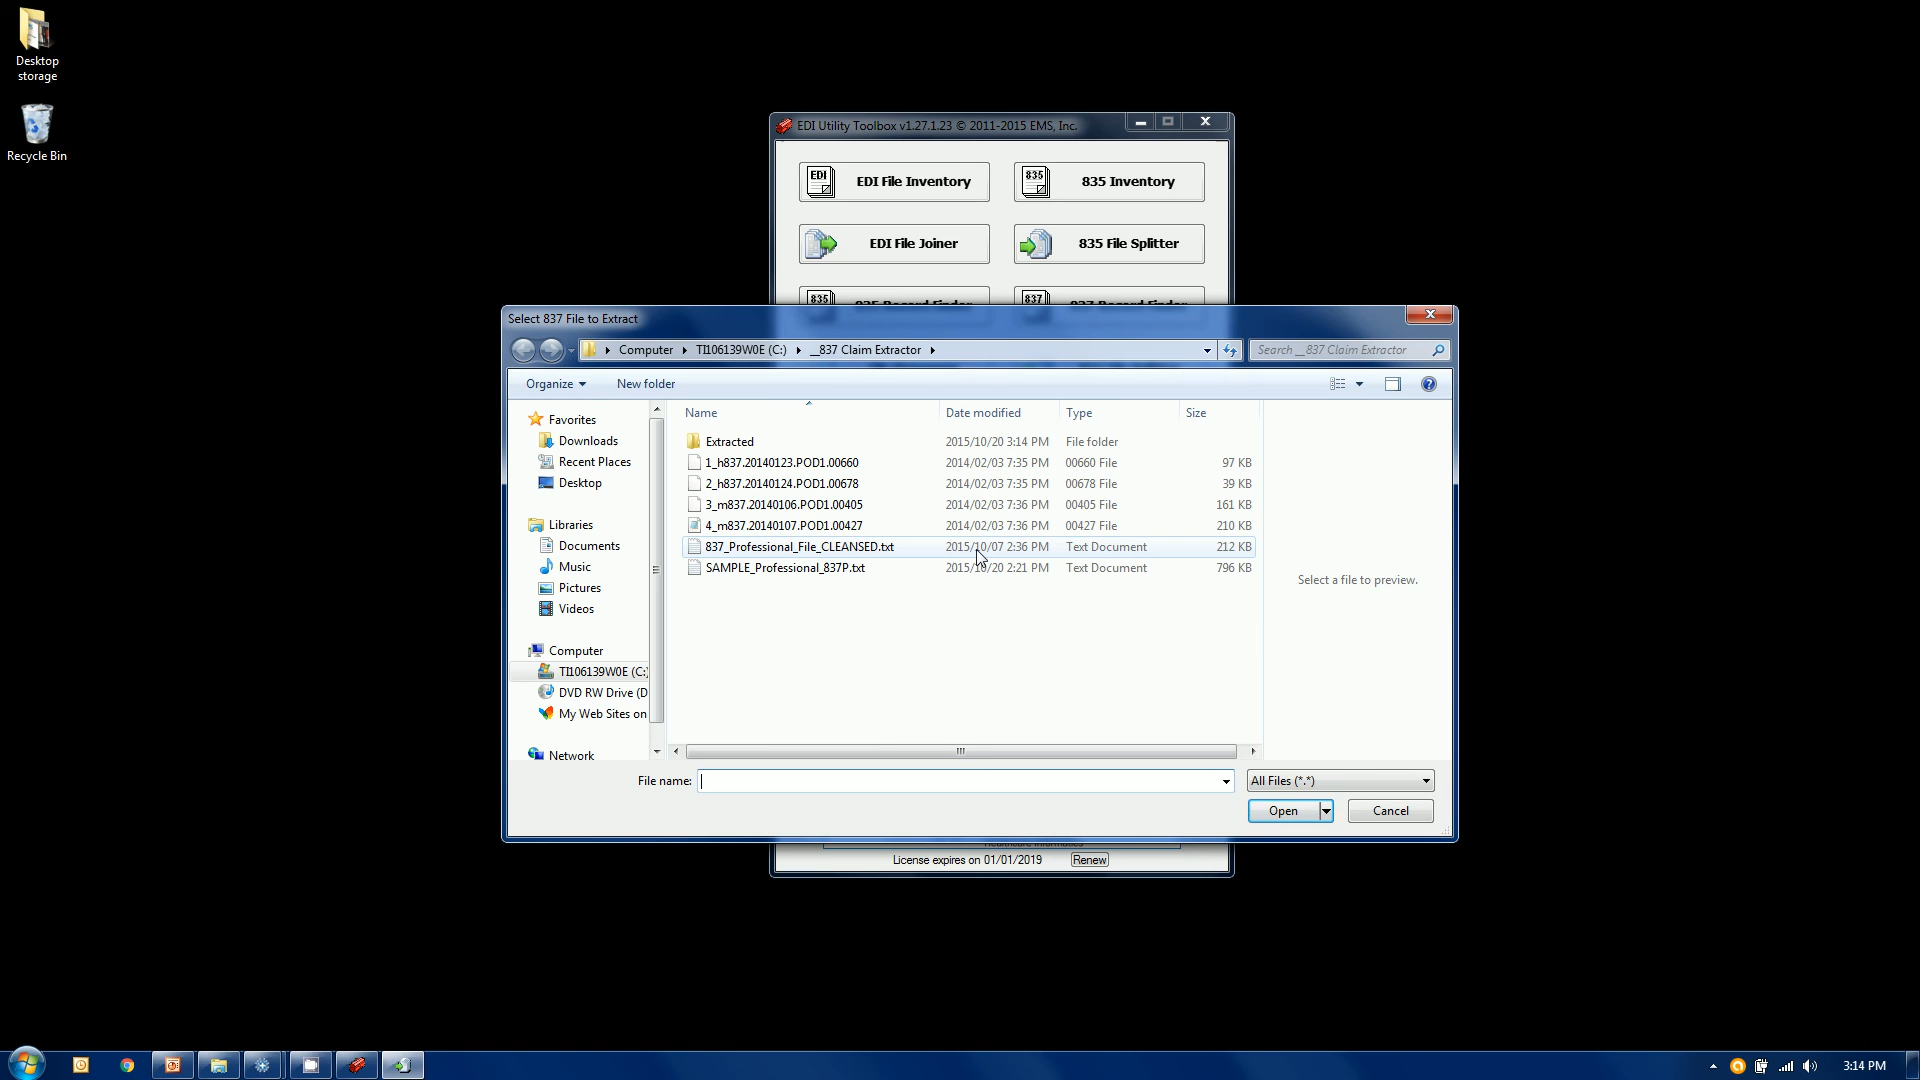 Desktop
storage
Recycle Bin
EDI Utility Toolbox v1.27.1.23 © 2011-2015 EMS, Inc.
EDI
EDI File Inventory
835
835 Inventory
EDI File Joiner
835 File Splitter
835
835 Record Finder
837
837 Record Finder
Select 837 File to Extract
Computer
TI106139W0E (C:)
__837 Claim Extractor
Search __837 Claim Extractor
Organize
New folder
Name
Date modified
Type
Size
Favorites
Downloads
Recent Places
Desktop
Libraries
Documents
Music
Pictures
Videos
Computer
TI106139W0E (C:)
DVD RW Drive (D
My Web Sites on
Network
Extracted 2015/10/20 3:14 PM File folder
1_h837.20140123.POD1.00660 2014/02/03 7:35 PM 00660 File 97 KB
2_h837.20140124.POD1.00678 2014/02/03 7:35 PM 00678 File 39 KB
3_m837.20140106.POD1.00405 2014/02/03 7:36 PM 00405 File 161 KB
4_m837.20140107.POD1.00427 2014/02/03 7:36 PM 00427 File 210 KB
837_Professional_File_CLEANSED.txt 2015/10/07 2:36 PM Text Document 212 KB
SAMPLE_Professional_837P.txt 2015/10/20 2:21 PM Text Document 796 KB
Select a file to preview.
File name:
All Files (*.*)
Open
Cancel
Healthcare Informatics
License expires on 01/01/2019
Renew
3:14 PM